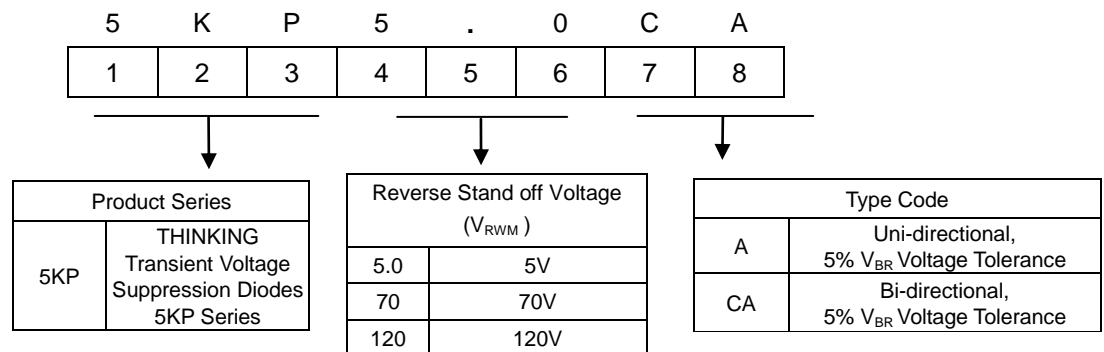 5 K P 5 . 0 C A
1 2 3 4 5 6 7 8
Product Series
5KP
THINKING
Transient Voltage
Suppression Diodes
5KP Series
Reverse Stand off Voltage
(VRWM )
5.0 5V
70 70V
120 120V
Type Code
A
Uni-directional,
5% VBR Voltage Tolerance
CA
Bi-directional,
5% VBR Voltage Tolerance